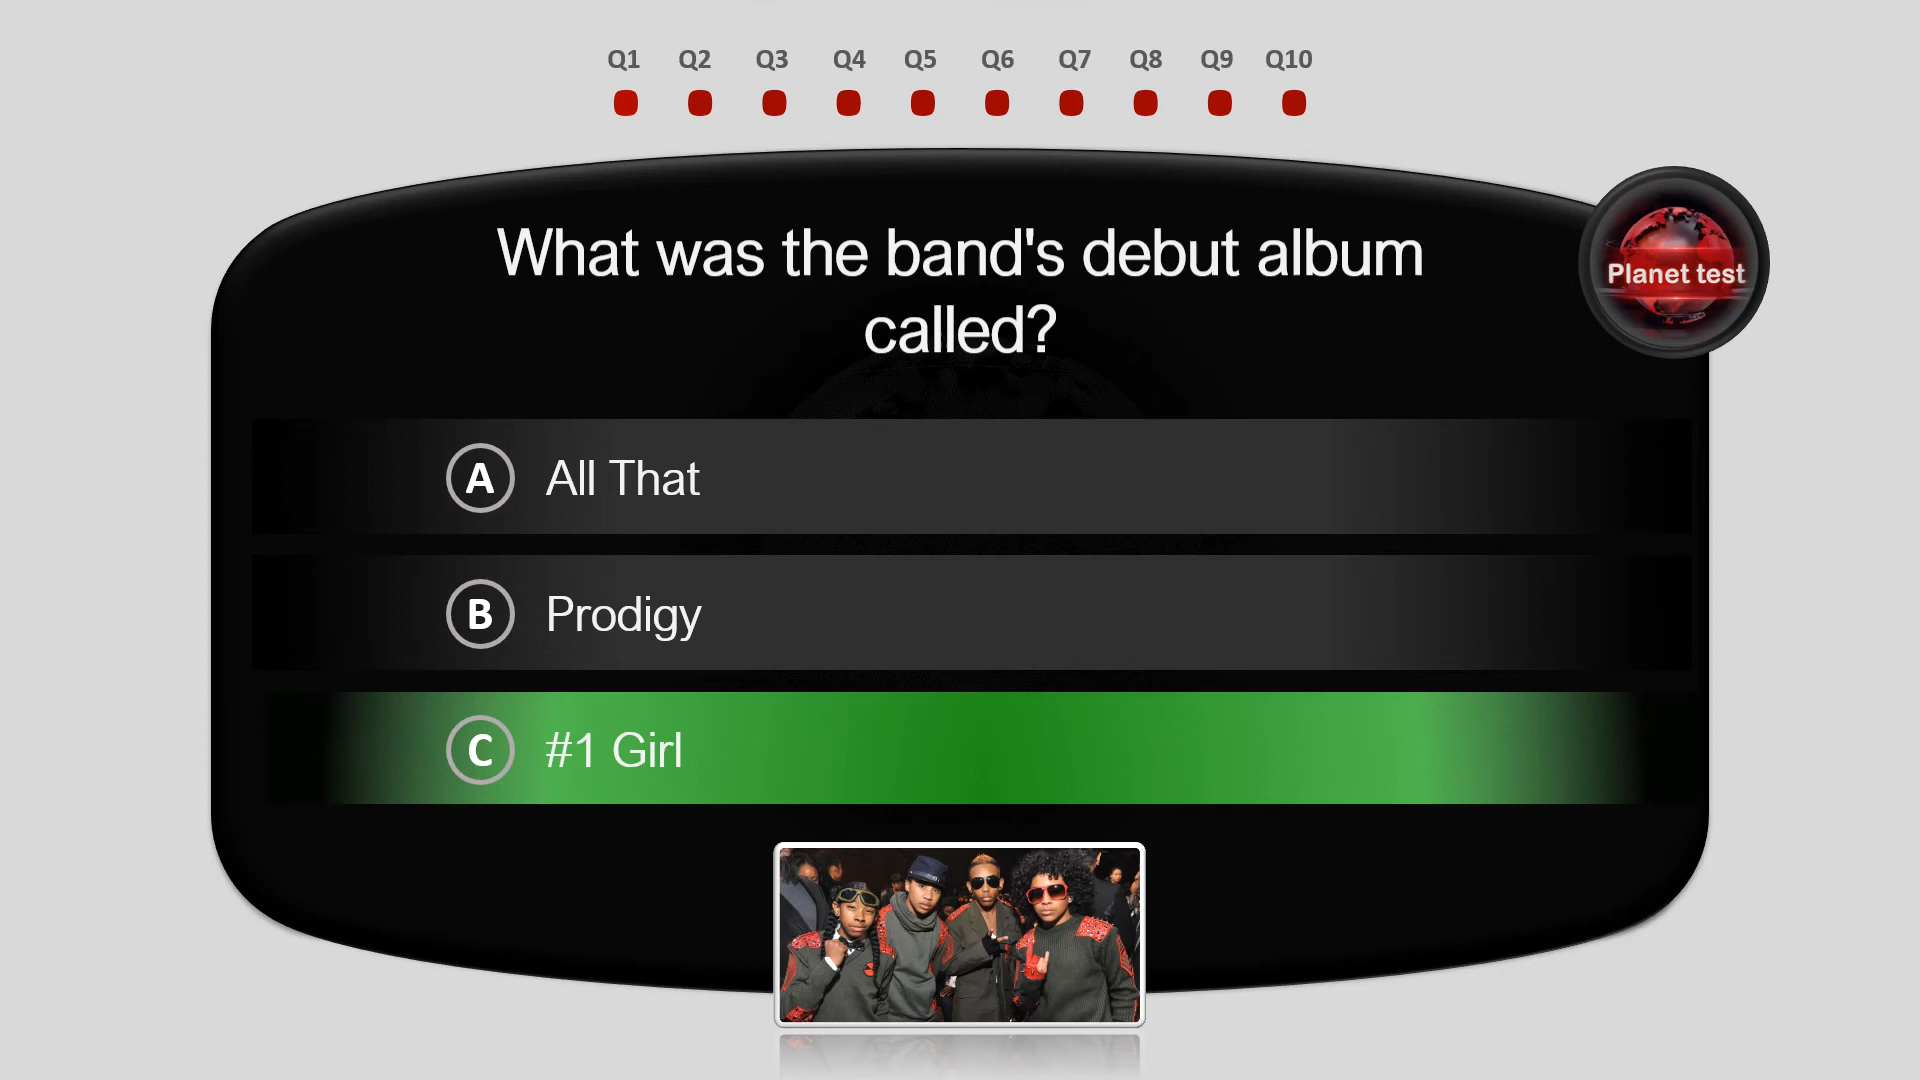 Q1 Q2 Q3 Q4 Q5 Q6 Q7 Q8 Q9 Q10
What was the band's debut album
called?
Planet test
A All That
B Prodigy
C #1 Girl